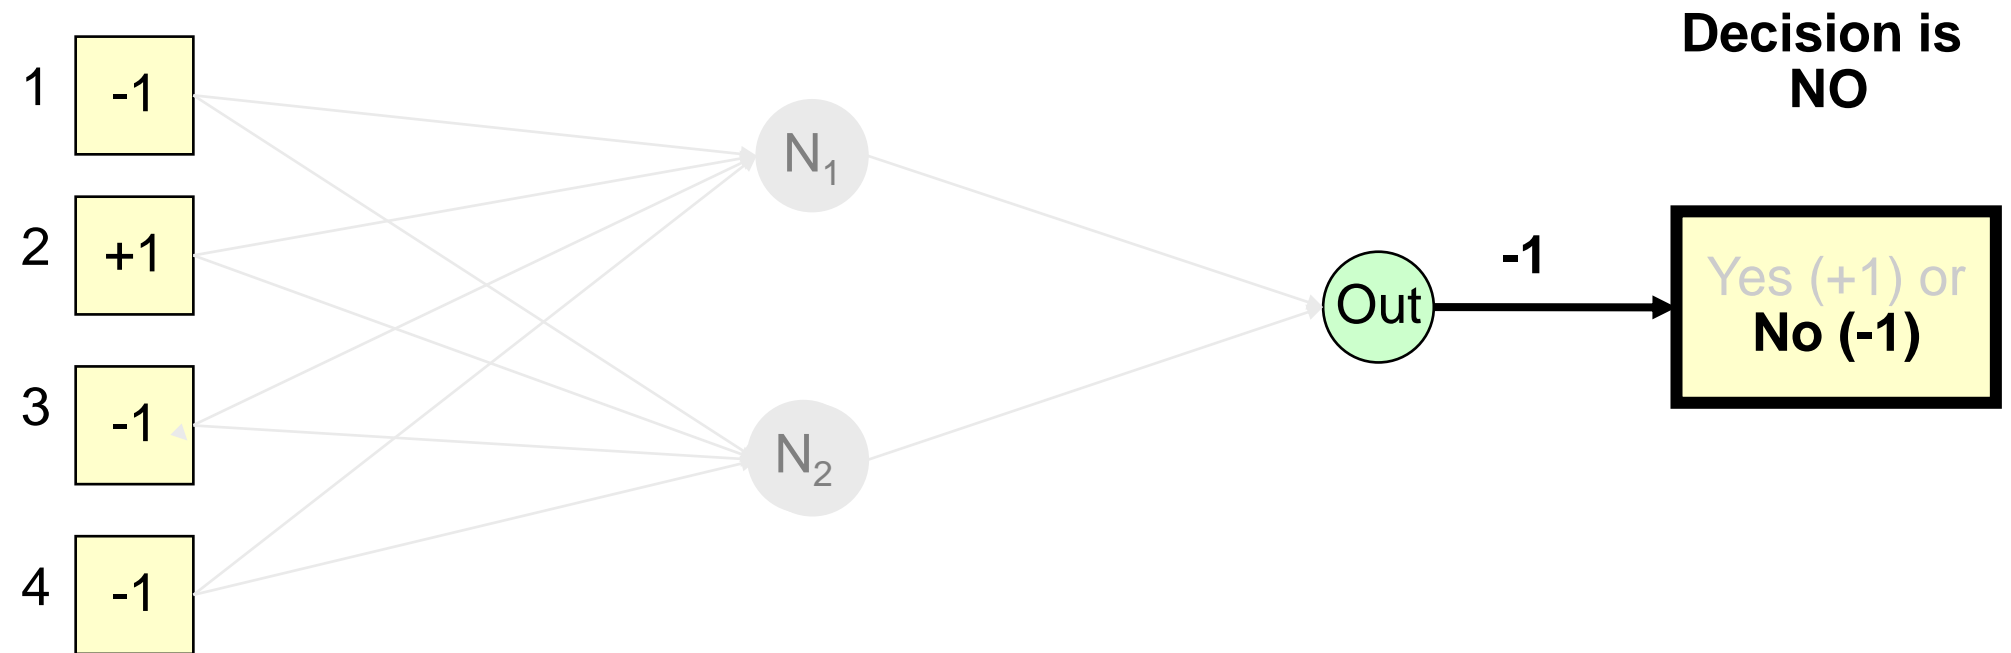 Decision is
NO
1 -1
N₁
2 +1
-1
Out
Yes (+1) or
No (-1)
3 -1
N₂
4 -1